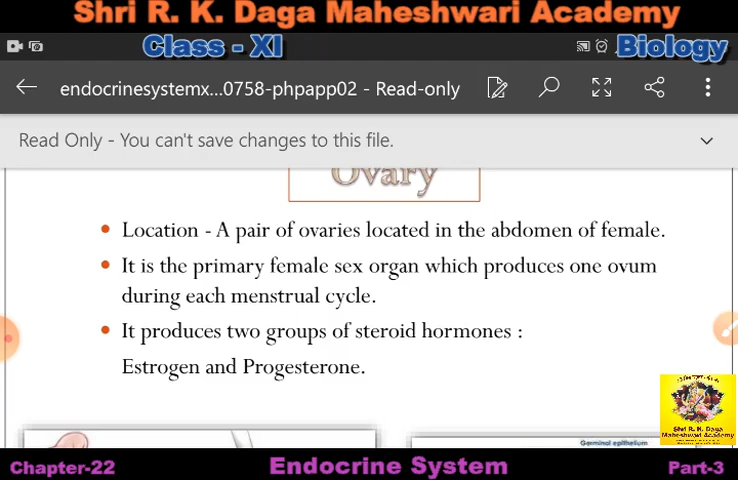 Shri R. K. Daga Maheshwari Academy
Class - XI
Biology
endocrinesystemx...0758-phpapp02 - Read-only
Read Only - You can't save changes to this file.
Ovary
• Location - A pair of ovaries located in the abdomen of female.
• It is the primary female sex organ which produces one ovum
during each menstrual cycle.
• It produces two groups of steroid hormones :
Estrogen and Progesterone.
Germinal epithelium
Shri R. K. Daga
Maheshwari Academy
Chapter-22
Endocrine System
Part-3